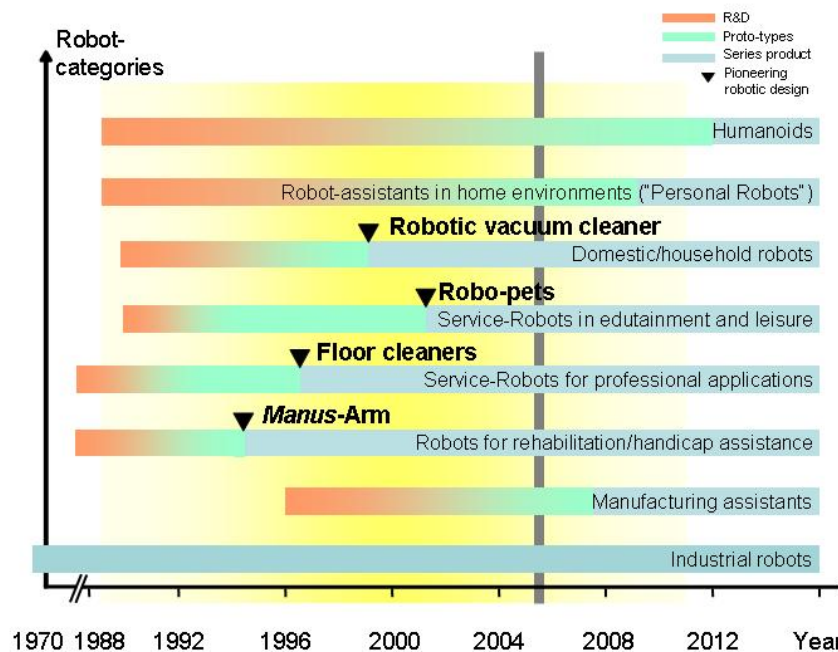 R&D
Proto-types
Series product
Pioneering
robotic design
Robot-
categories
Humanoids
Robot-assistants in home environments ("Personal Robots")
Robotic vacuum cleaner
Domestic/household robots
Robo-pets
Service-Robots in edutainment and leisure
Floor cleaners
Service-Robots for professional applications
Manus-Arm
Robots for rehabilitation/handicap assistance
Manufacturing assistants
Industrial robots
1970 1988 1992 1996 2000 2004 2008 2012 Year